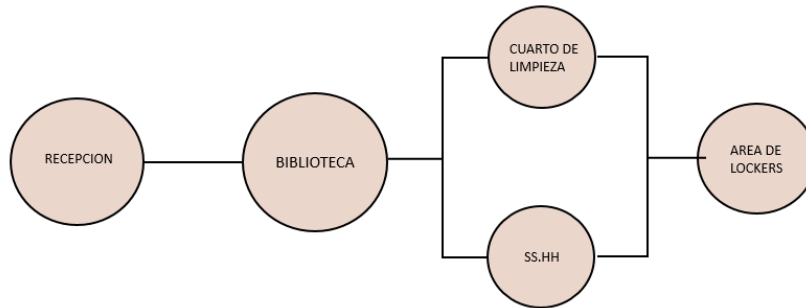 RECEPCION
BIBLIOTECA
CUARTO DE
LIMPIEZA
SS.HH
AREA DE
LOCKERS